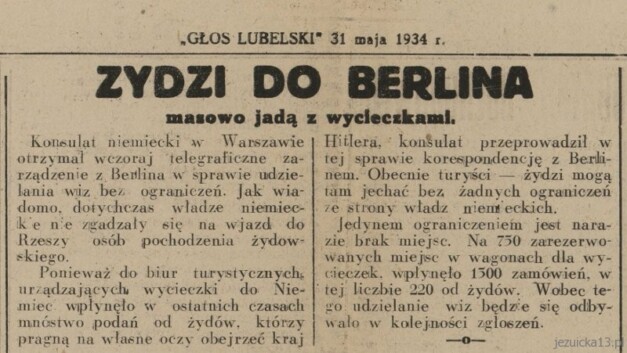 „GŁOS LUBELSKI" 31 maja 1934 r.
ZYDZI DO BERLINA
masowo jadą z wycieczkami.
Konsulat niemiecki w Warszawie
otrzymał wczoraj telegraficzne za-
rządzenie z Berlina w sprawie udzie-
lania wiz bez ograniczeń. Jak wia-
domo, dotychczas władze niemiec-
kie nie zgadzały się na wjazd do
Rzeszy osób pochodzenia żydow-
skiego.
Ponieważ do biur turystycznych,
urządzających wycieczki do Nie-
miec wpłynęło w ostatnich czasach
mnóstwo podań od żydów, którzy
pragną na własne oczy obejrzeć kraj
Hitlera, konsulat przeprowadził w
tej sprawie korespondencję z Berli-
nem. Obecnie turyści — żydzi mogą
tam jechać bez żadnych ograniczeń
ze strony władz niemieckich.
Jedynem ograniczeniem jest nara-
zie brak miejsc. Na 750 zarezerwo-
wanych miejsc w wagonach dla wy-
cieczek, wpłynęło 1500 zamówień, w
tej liczbie 220 od żydów. Wobec te-
go udzielanie wiz będzie się odby-
wało w kolejności zgłoszeń.
—o—
jezuicka13.pl